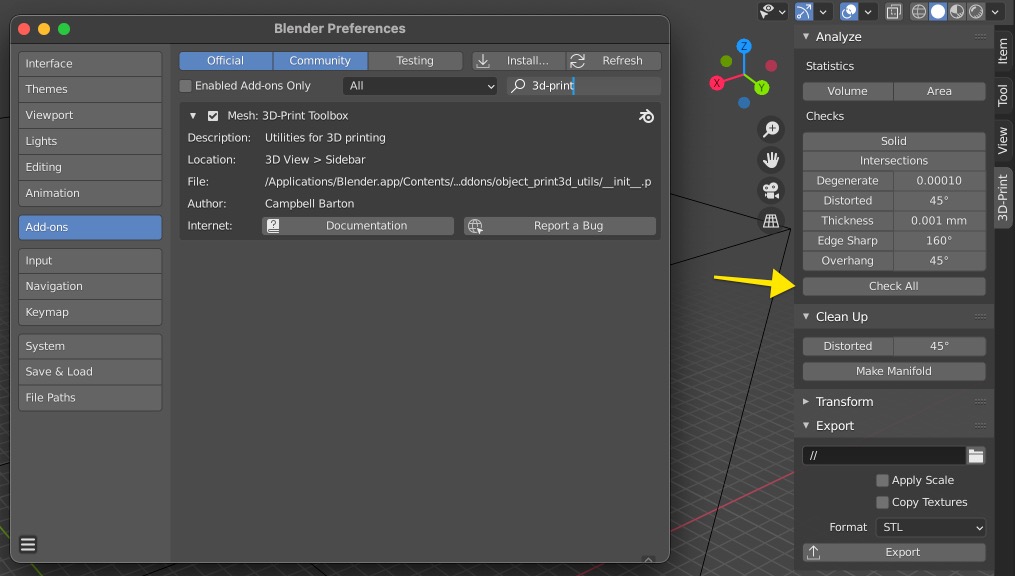 Blender Preferences
Interface
Themes
Viewport
Lights
Editing
Animation
Add-ons
Input
Navigation
Keymap
System
Save & Load
File Paths
Official Community Testing Install... Refresh
Enabled Add-ons Only All 3d-print
Mesh: 3D-Print Toolbox
Description: Utilities for 3D printing
Location: 3D View > Sidebar
File: /Applications/Blender.app/Contents/...ddons/object_print3d_utils/__init__.p
Author: Campbell Barton
Internet: Documentation Report a Bug
Z
X
Y
Analyze
Statistics
Volume Area
Checks
Solid
Intersections
Degenerate 0.00010
Distorted 45°
Thickness 0.001 mm
Edge Sharp 160°
Overhang 45°
Check All
Clean Up
Distorted 45°
Make Manifold
Transform
Export
//
Apply Scale
Copy Textures
Format STL
Export
Item
Tool
View
3D-Print